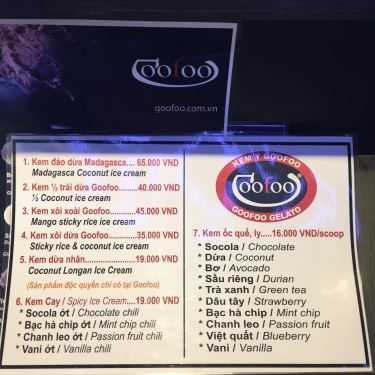 Goofoo
goofoo.com.vn
1. Kem đảo dừa Madagasca.... 65.000 VND
Madagasca Coconut ice cream
2. Kem ½ trái dừa Goofoo.........40.000 VND
½ Coconut ice cream
3. Kem xôi xoài Goofoo...........45.000 VND
Mango sticky rice ice cream
4. Kem xôi dừa Goofoo............35.000 VND
Sticky rice & coconut ice cream
5. Kem dừa nhãn....................19.000 VND
Coconut Longan Ice Cream
(Sản phẩm độc quyền chỉ có tại Goofoo)
6. Kem Cay / Spicy Ice Cream...19.000 VND
* Socola ớt / Chocolate chili
* Bạc hà chip ớt / Mint chip chili
* Chanh leo ớt / Passion fruit chili
* Vani ớt / Vanilla chili
KEM Ý GOOFOO
Goofoo
GOOFOO GELATO
7. Kem ốc quế, ly.....16.000 VND/scoop
* Socola / Chocolate
* Dừa / Coconut
* Bơ / Avocado
* Sầu riêng / Durian
* Trà xanh / Green tea
* Dâu tây / Strawberry
* Bạc hà chip / Mint chip
* Chanh leo / Passion fruit
* Việt quất / Blueberry
* Vani / Vanilla